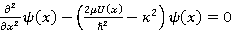 ∂²/∂x² ψ(x) − (2μU(x)/ℏ² − κ²) ψ(x) = 0